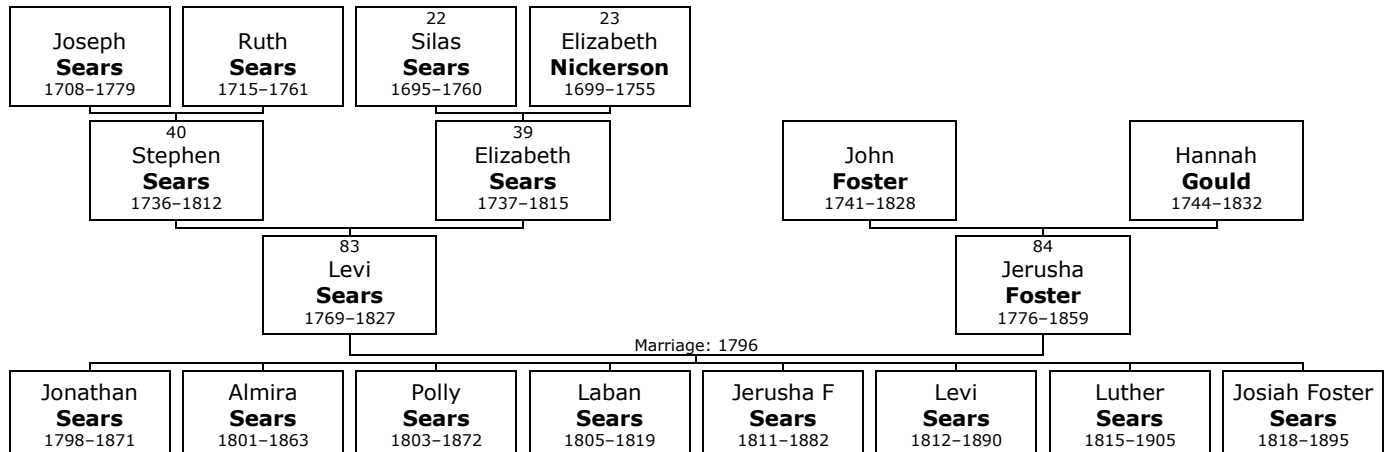 Joseph
Sears
1708–1779
Ruth
Sears
1715–1761
22
Silas
Sears
1695–1760
23
Elizabeth
Nickerson
1699–1755
40
Stephen
Sears
1736–1812
39
Elizabeth
Sears
1737–1815
John
Foster
1741–1828
Hannah
Gould
1744–1832
83
Levi
Sears
1769–1827
84
Jerusha
Foster
1776–1859
Marriage: 1796
Jonathan
Sears
1798–1871
Almira
Sears
1801–1863
Polly
Sears
1803–1872
Laban
Sears
1805–1819
Jerusha F
Sears
1811–1882
Levi
Sears
1812–1890
Luther
Sears
1815–1905
Josiah Foster
Sears
1818–1895